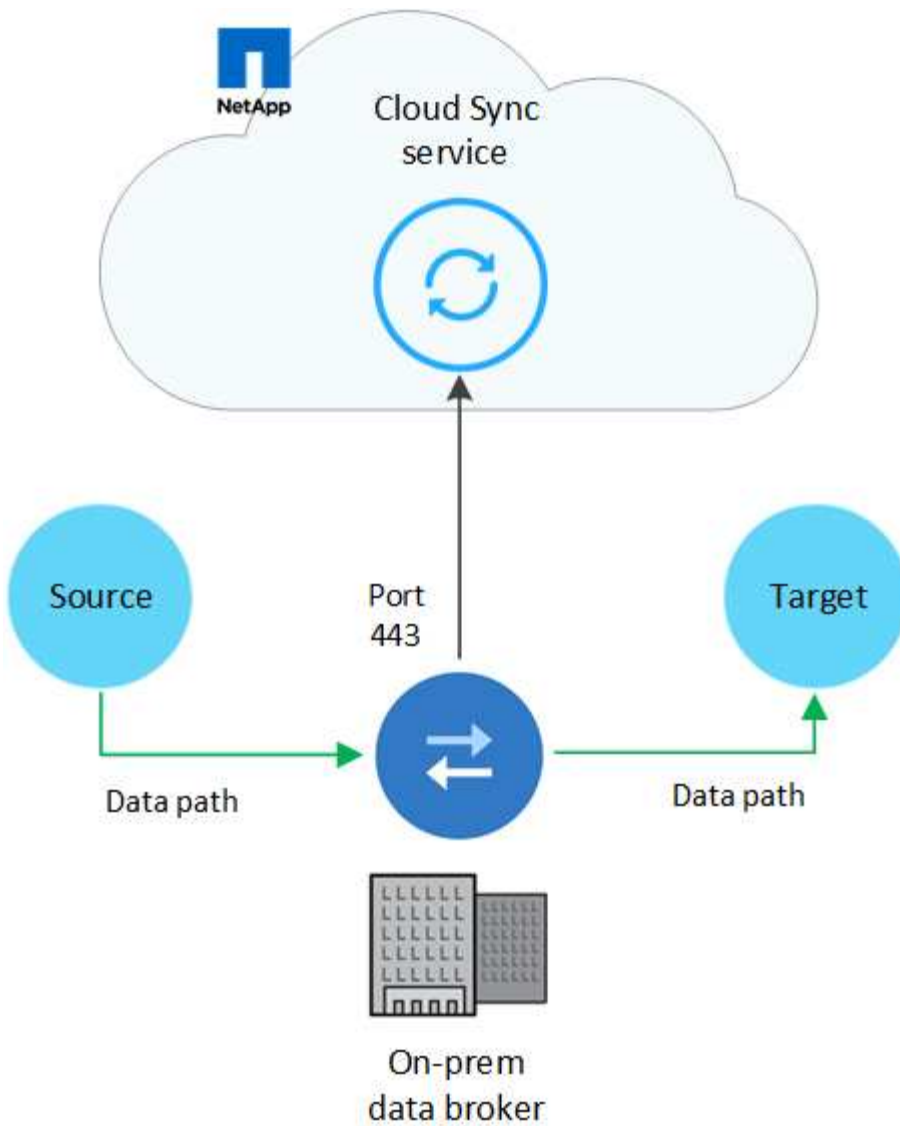 NetApp
Cloud Sync
service
Source
Port
443
Target
Data path
Data path
On-prem
data broker